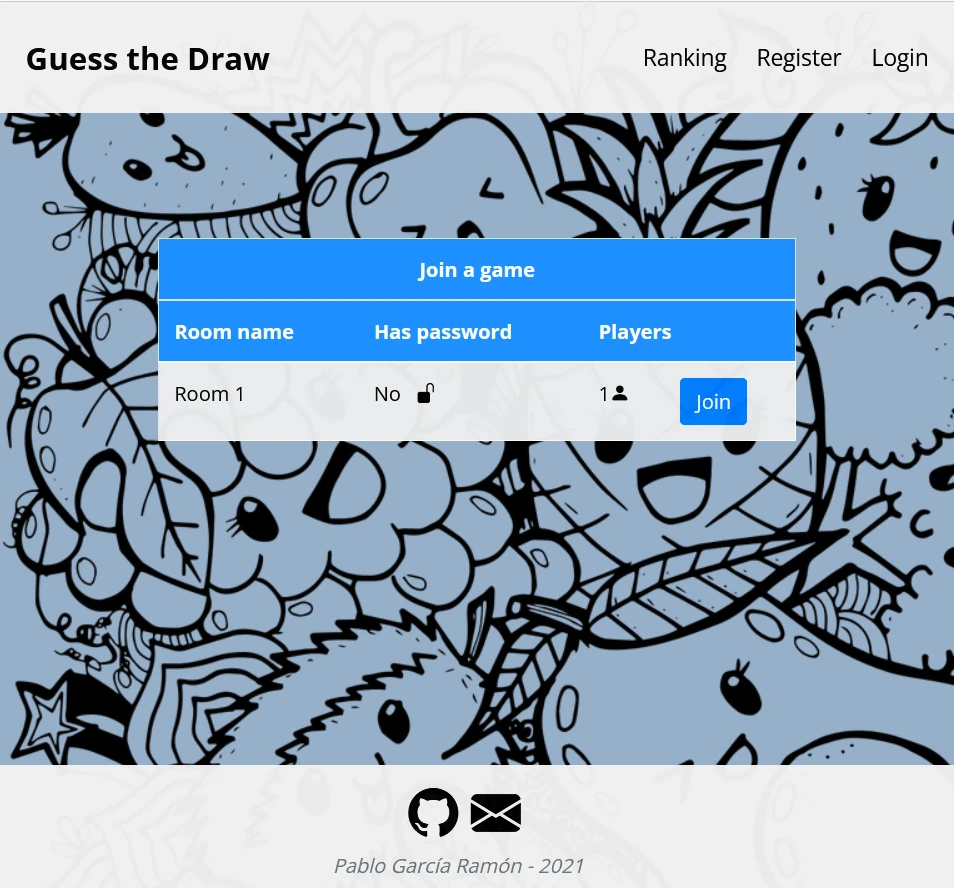 Guess the Draw
Ranking Register Login
Join a game
Room name Has password Players
Room 1 No 1 Join
Pablo García Ramón - 2021